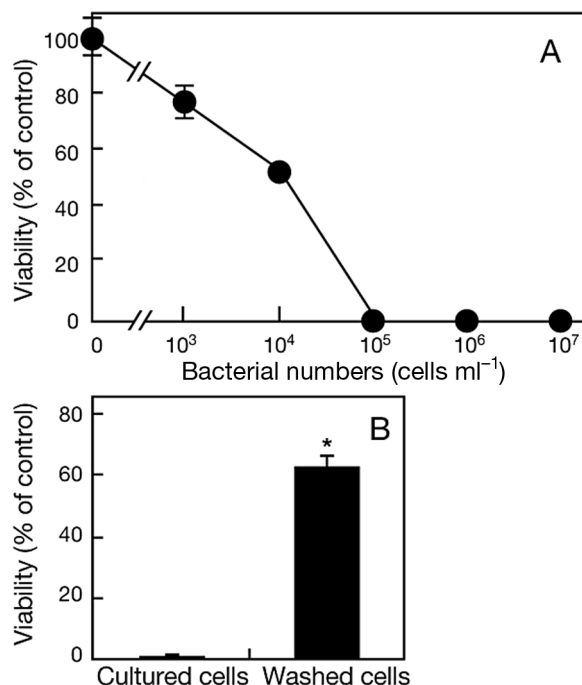 A
Viability (% of control)
100
80
60
40
20
0
0
10³
10⁴
10⁵
10⁶
10⁷
Bacterial numbers (cells ml⁻¹)
B
Viability (% of control)
80
60
40
20
0
*
Cultured cells
Washed cells